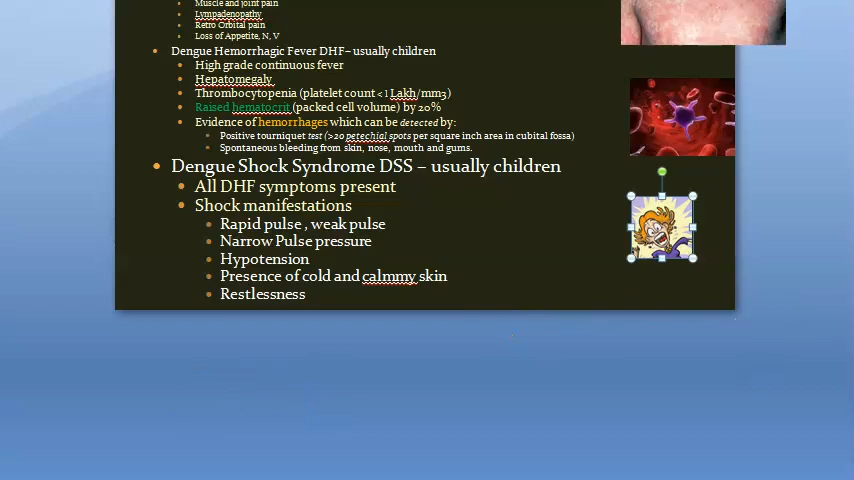 Muscle and joint pain
Lympadenopathy
Retro Orbital pain
Loss of Appetite, N, V
Dengue Hemorrhagic Fever DHF– usually children
High grade continuous fever
Hepatomegaly
Thrombocytopenia (platelet count <1 Lakh/mm3)
Raised hematocrit (packed cell volume) by 20%
Evidence of hemorrhages which can be detected by:
Positive tourniquet test (>20 petechial spots per square inch area in cubital fossa)
Spontaneous bleeding from skin, nose, mouth and gums.
Dengue Shock Syndrome DSS – usually children
All DHF symptoms present
Shock manifestations
Rapid pulse , weak pulse
Narrow Pulse pressure
Hypotension
Presence of cold and calmmy skin
Restlessness